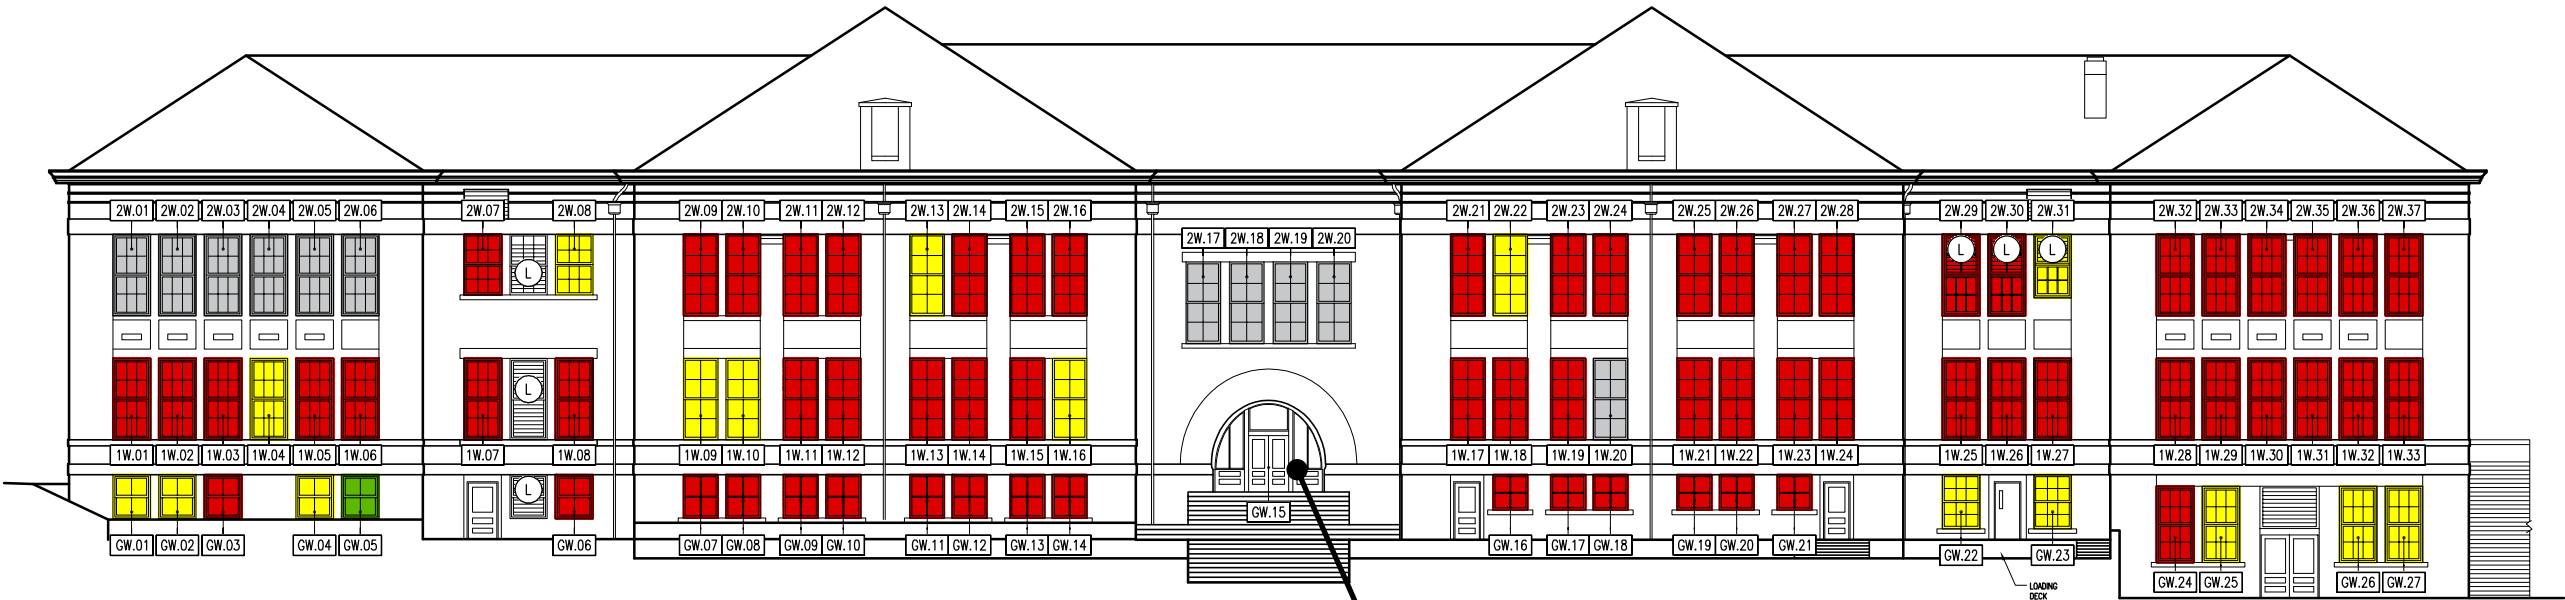 2W.01 2W.02 2W.03 2W.04 2W.05 2W.06 2W.07 2W.08 2W.09 2W.10 2W.11 2W.12 2W.13 2W.14 2W.15 2W.16 2W.21 2W.22 2W.23 2W.24 2W.25 2W.26 2W.27 2W.28 2W.29 2W.30 2W.31 2W.32 2W.33 2W.34 2W.35 2W.36 2W.37
2W.17 2W.18 2W.19 2W.20
L L L
L
L
1W.01 1W.02 1W.03 1W.04 1W.05 1W.06 1W.07 1W.08 1W.09 1W.10 1W.11 1W.12 1W.13 1W.14 1W.15 1W.16 1W.17 1W.18 1W.19 1W.20 1W.21 1W.22 1W.23 1W.24 1W.25 1W.26 1W.27 1W.28 1W.29 1W.30 1W.31 1W.32 1W.33
L
GW.15
GW.01 GW.02 GW.03 GW.04 GW.05 GW.06 GW.07 GW.08 GW.09 GW.10 GW.11 GW.12 GW.13 GW.14 GW.16 GW.17 GW.18 GW.19 GW.20 GW.21
GW.22 GW.23
GW.24 GW.25 GW.26 GW.27
LOADING
DECK